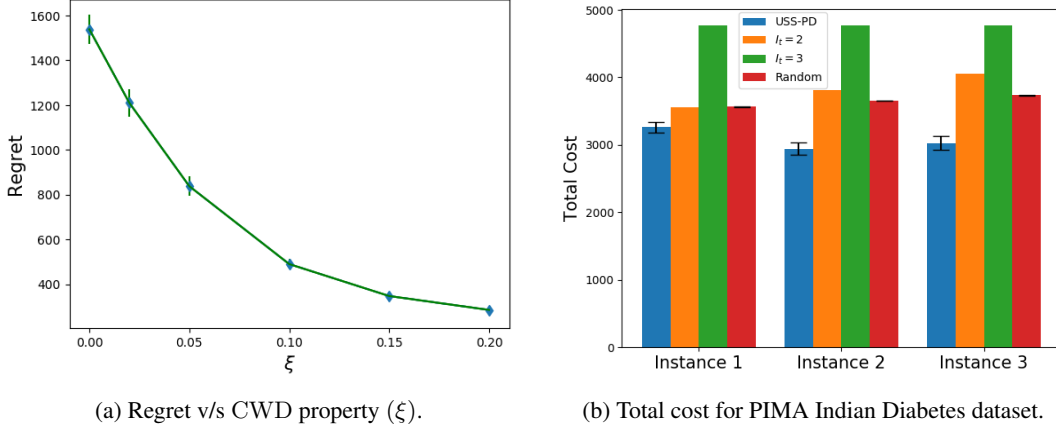 1600
1400
1200
1000
800
600
400
0.00 0.05 0.10 0.15 0.20
Regret
ξ
(a) Regret v/s CWD property (ξ).
5000
4000
3000
2000
1000
0
Total Cost
USS-PD
I_t = 2
I_t = 3
Random
Instance 1 Instance 2 Instance 3
(b) Total cost for PIMA Indian Diabetes dataset.